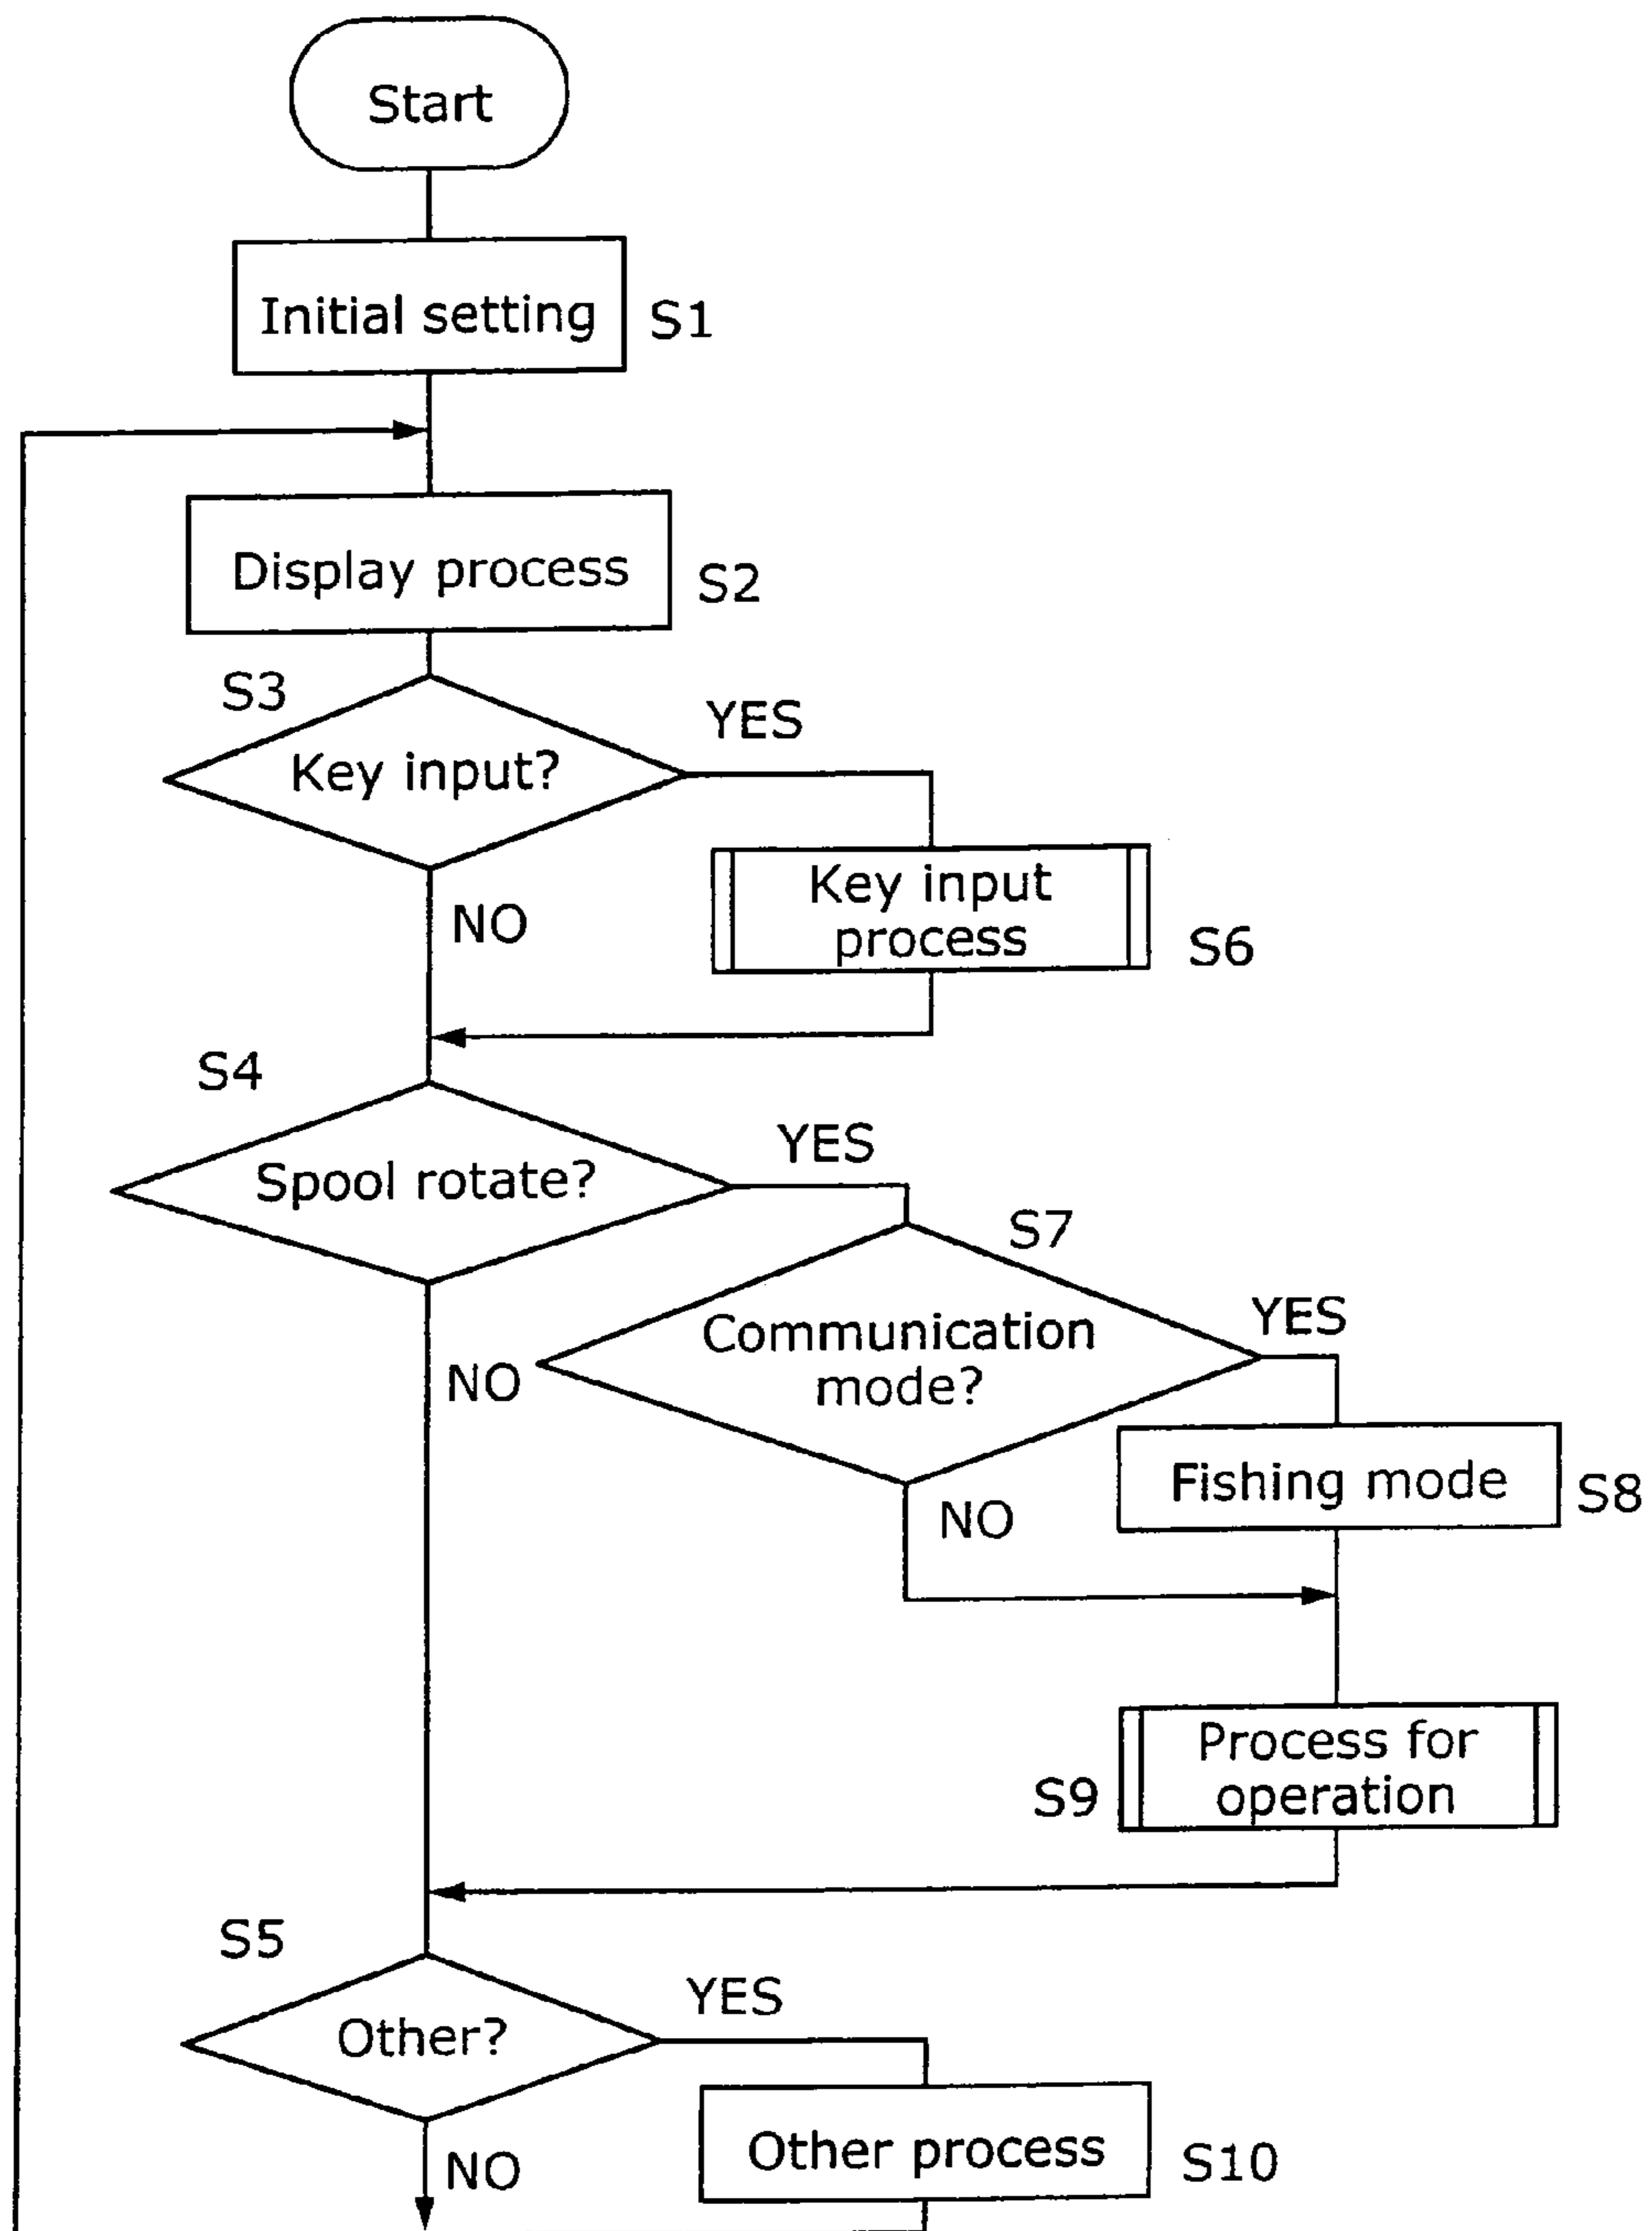 Start
Initial setting
S1
Display process
S2
S3
Key input?
YES
NO
Key input
process
S6
S4
Spool rotate?
YES
NO
S7
Communication
mode?
YES
NO
Fishing mode
S8
Process for
operation
S9
S5
Other?
YES
NO
Other process
S10